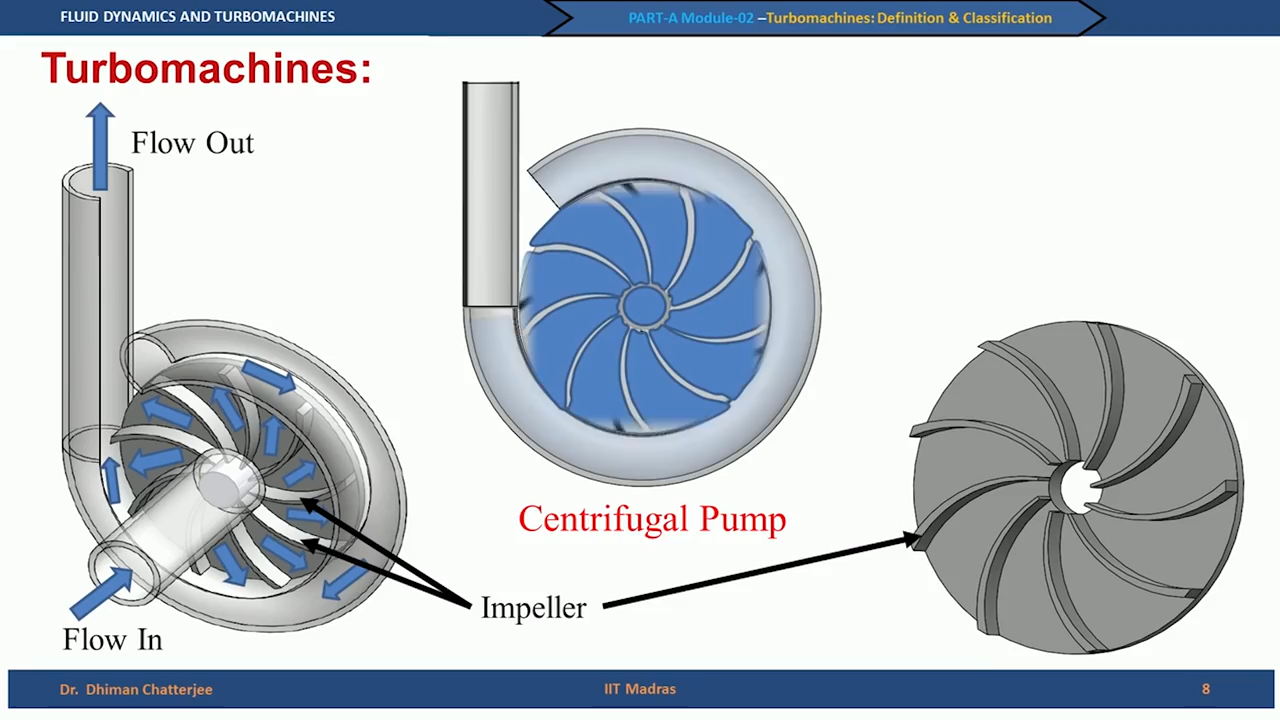 FLUID DYNAMICS AND TURBOMACHINES
PART-A Module-02 –Turbomachines: Definition & Classification
Turbomachines:
Flow Out
Centrifugal Pump
Impeller
Flow In
Dr. Dhiman Chatterjee
IIT Madras
8